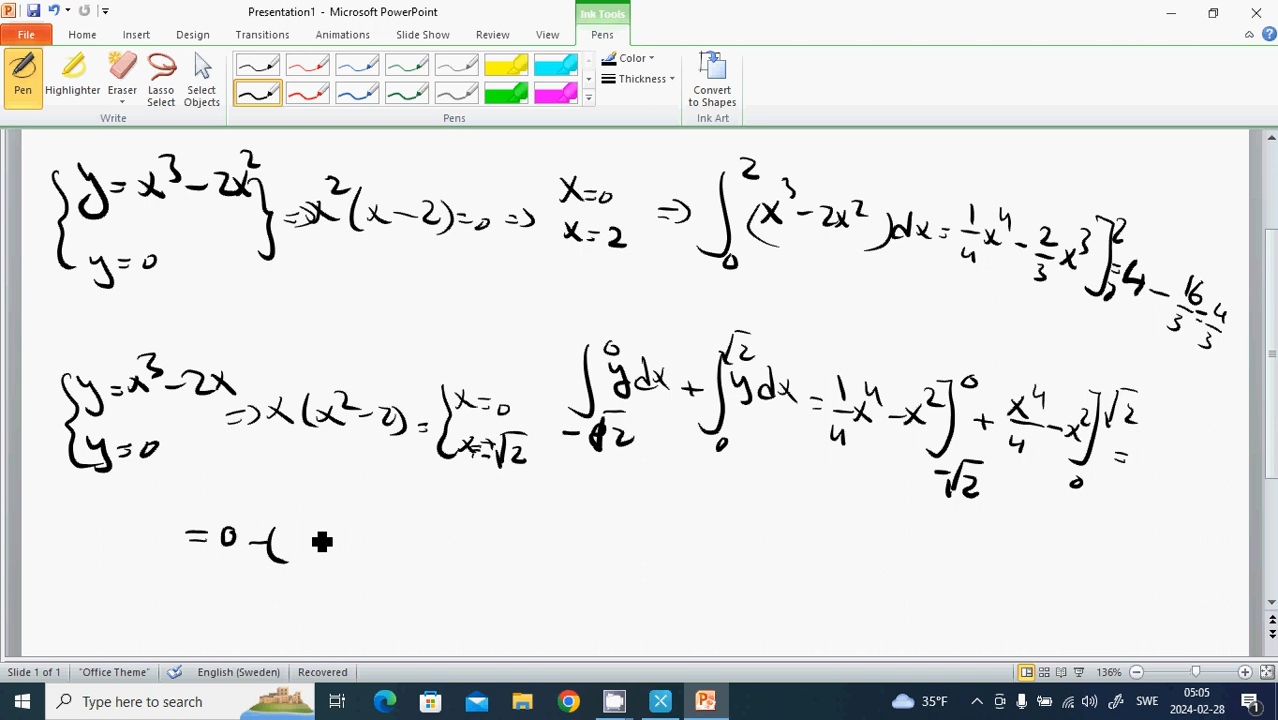 Presentation1 - Microsoft PowerPoint
Ink Tools
File Home Insert Design Transitions Animations Slide Show Review View Pens
Pen Highlighter Eraser Lasso Select Select Objects
Color
Thickness
Convert to Shapes
Write Pens Ink Art
{ y = x³ - 2x² } => x²(x - 2) = 0 => x = 0 => ∫₀² (x³ - 2x²)dx = 1/4 x⁴ - 2/3 x³ ]₀² = 4 - 16/3 = 4/3
y = 0 x = 2
{ y = x³ - 2x => x(x² - 2) = { x = 0 ∫_{-√2}^0 y dx + ∫_0^{√2} y dx = 1/4 x⁴ - x² ]_{-√2}^0 + x⁴/4 - x² ]_0^{√2} =
y = 0
= 0 - (
Slide 1 of 1 "Office Theme" English (Sweden) Recovered 136%
Type here to search 35°F SWE 05:05
2024-02-28